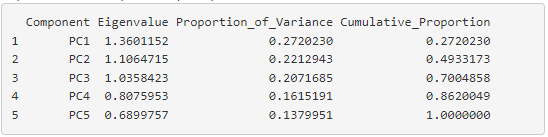 Component Eigenvalue Proportion_of_Variance Cumulative_Proportion
1 PC1 1.3601152 0.2720230 0.2720230
2 PC2 1.1064715 0.2212943 0.4933173
3 PC3 1.0358423 0.2071685 0.7004858
4 PC4 0.8075953 0.1615191 0.8620049
5 PC5 0.6899757 0.1379951 1.0000000